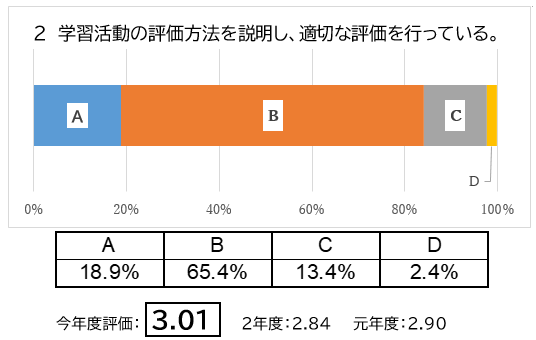 2　学習活動の評価方法を説明し、適切な評価を行っている。
A B C
D
0% 20% 40% 60% 80% 100%
A B C D
18.9% 65.4% 13.4% 2.4%
今年度評価： 3.01 2年度：2.84 元年度：2.90